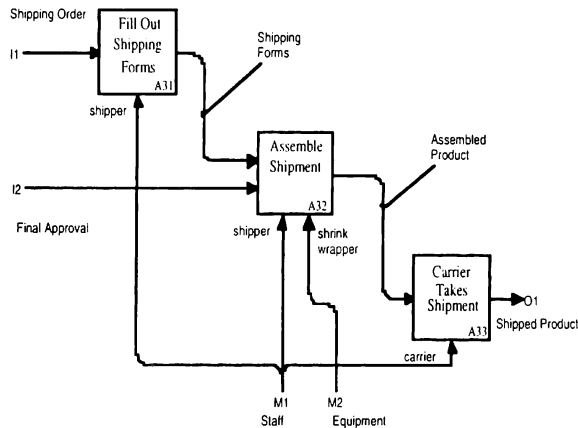 Shipping Order
I1
Fill Out
Shipping
Forms
A31
Shipping
Forms
shipper
Assemble
Shipment
A32
Assembled
Product
I2
Final Approval
shipper
shrink
wrapper
Carrier
Takes
Shipment
A33
O1
Shipped Product
carrier
M1
M2
Staff
Equipment